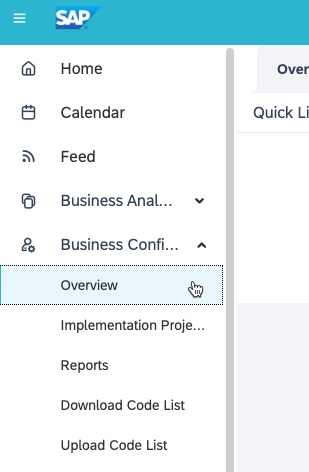 SAP
Home
Over
Calendar
Quick Li
Feed
Business Anal...
Business Confi...
Overview
Implementation Proje...
Reports
Download Code List
Upload Code List